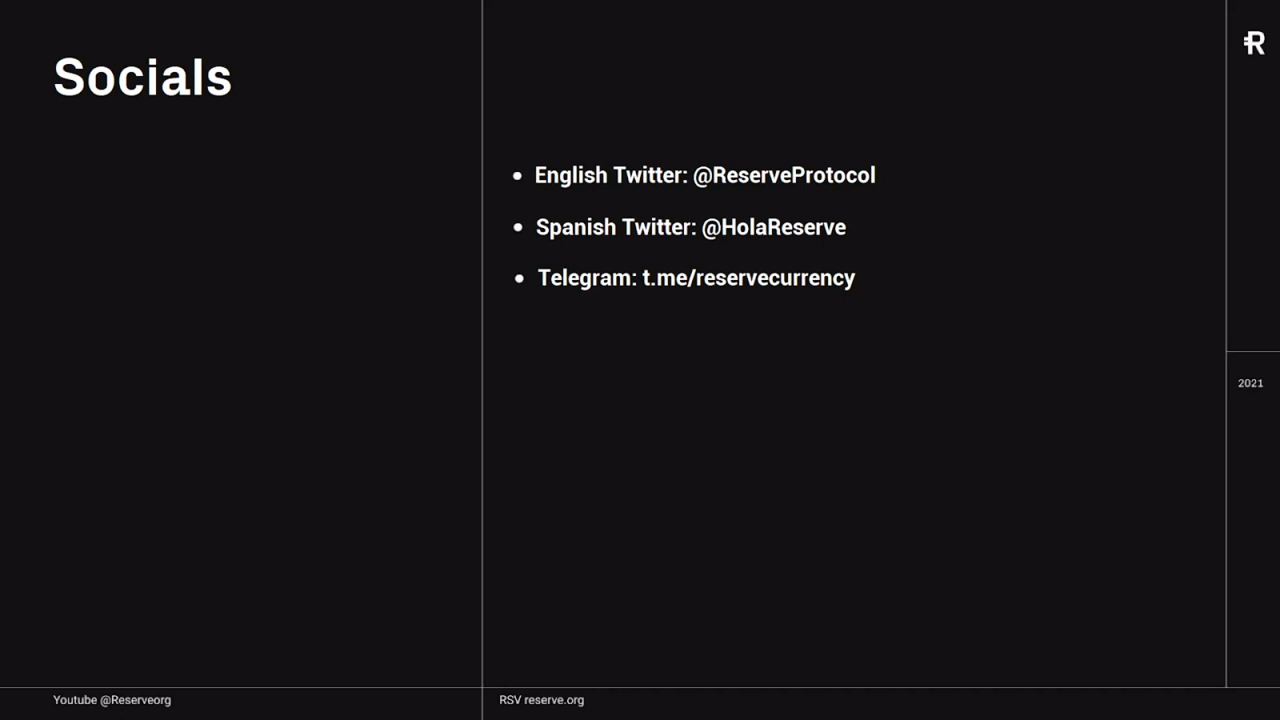 Socials
• English Twitter: @ReserveProtocol
• Spanish Twitter: @HolaReserve
• Telegram: t.me/reservecurrency
2021
Youtube @Reserveorg
RSV reserve.org